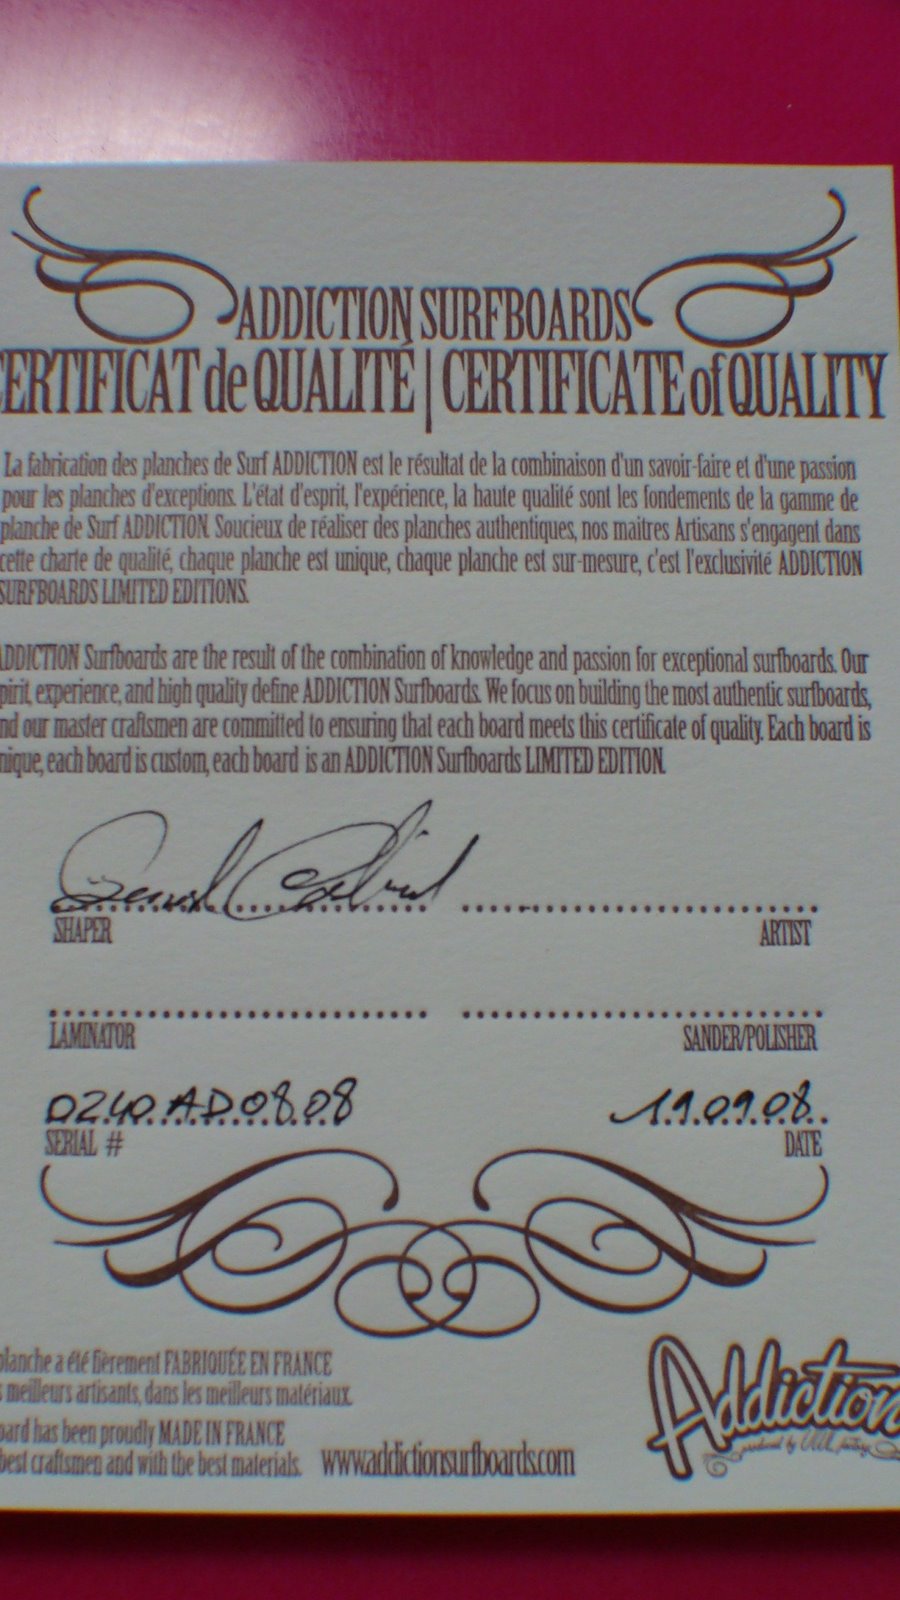 ADDICTION SURFBOARDS
CERTIFICAT de QUALITÉ | CERTIFICATE of QUALITY
La fabrication des planches de Surf ADDICTION est le résultat de la combinaison d'un savoir-faire et d'une passion
pour les planches d'exceptions. L'état d'esprit, l'expérience, la haute qualité sont les fondements de la gamme de
planche de Surf ADDICTION. Soucieux de réaliser des planches authentiques, nos maitres Artisans s'engagent dans
cette charte de qualité, chaque planche est unique, chaque planche est sur-mesure, c'est l'exclusivité ADDICTION
SURFBOARDS LIMITED EDITIONS.
ADDICTION Surfboards are the result of the combination of knowledge and passion for exceptional surfboards. Our
pirit, experience, and high quality define ADDICTION Surfboards. We focus on building the most authentic surfboards,
nd our master craftsmen are committed to ensuring that each board meets this certificate of quality. Each board is
nique, each board is custom, each board is an ADDICTION Surfboards LIMITED EDITION.
SHAPER ARTIST
LAMINATOR SANDER/POLISHER
0240.AD.08.08 19.09.08
SERIAL # DATE
planche a été fièrement FABRIQUÉE EN FRANCE
s meilleurs artisans, dans les meilleurs matériaux.
oard has been proudly MADE IN FRANCE
best craftsmen and with the best materials. www.addictionsurfboards.com
Addiction
produced by